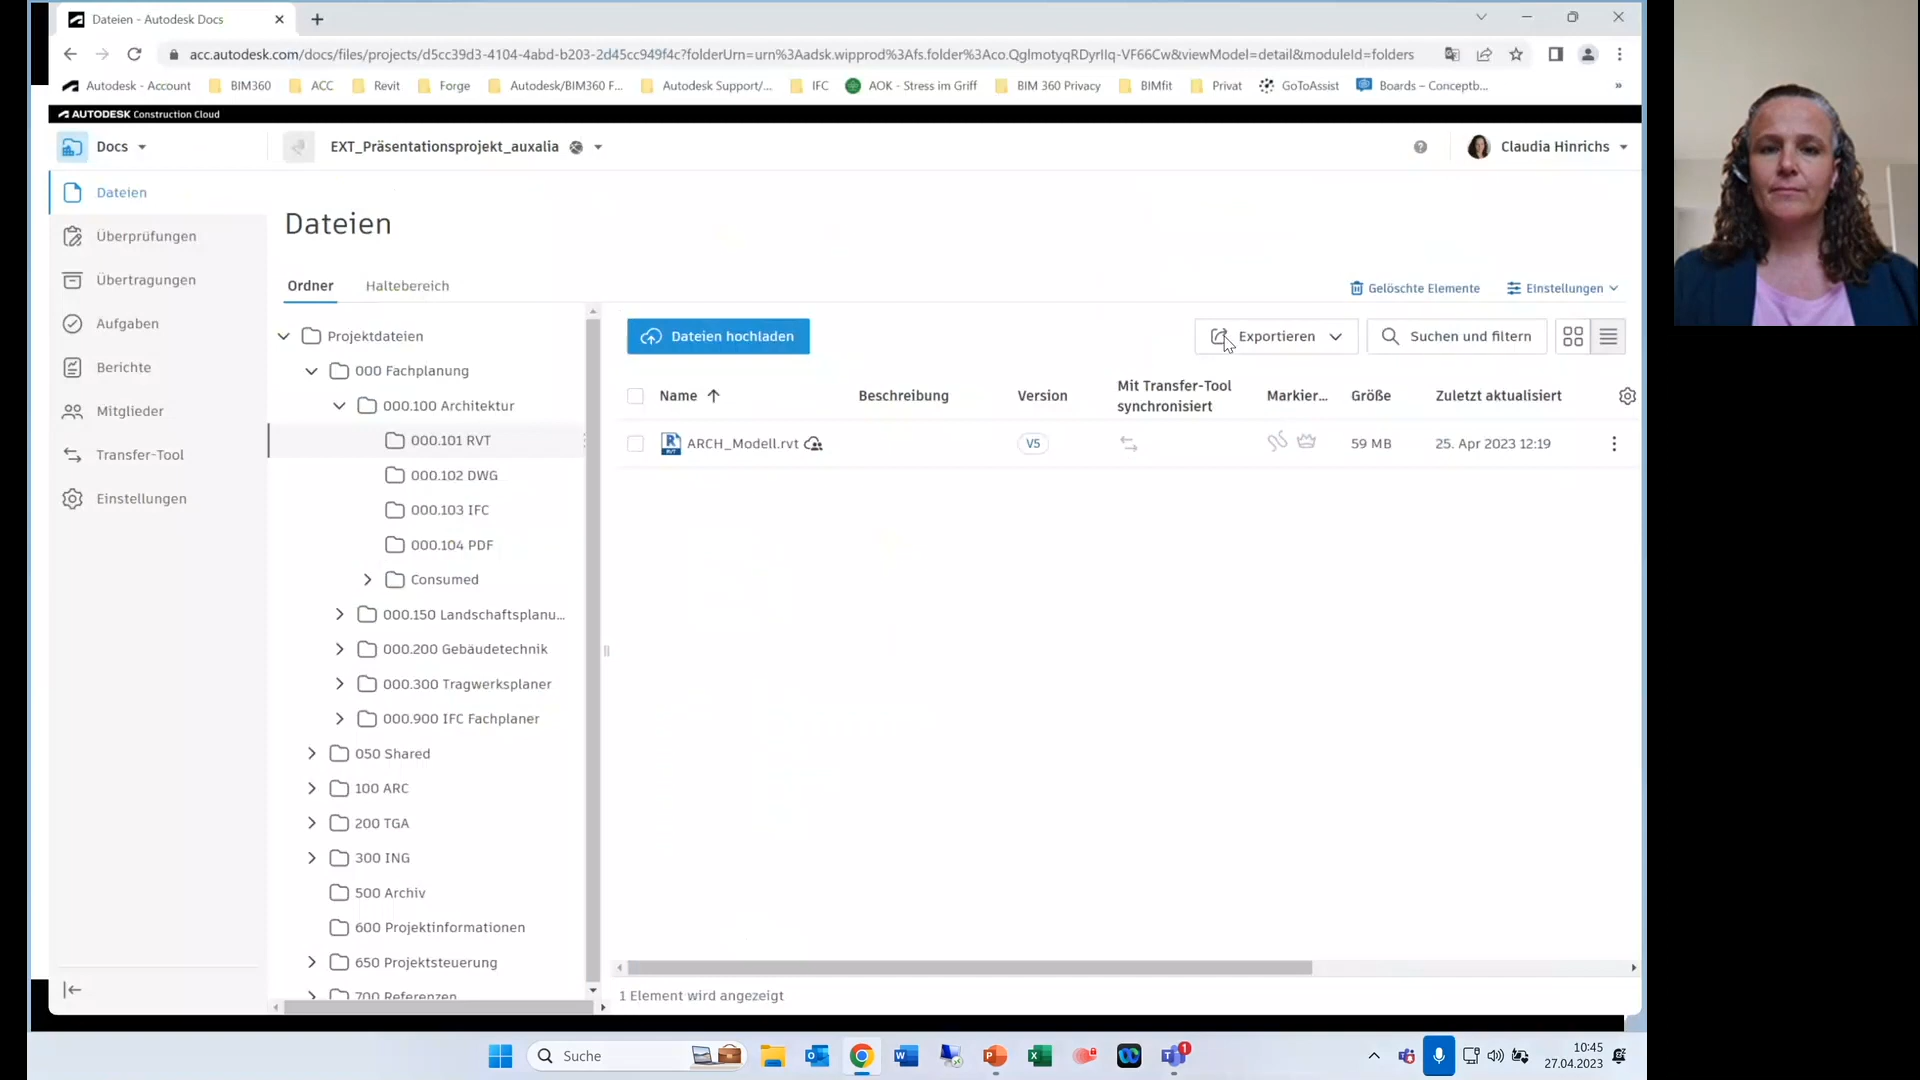 Dateien - Autodesk Docs
acc.autodesk.com/docs/files/projects/d5cc39d3-4104-4abd-b203-2d45cc949f4c?folderUrn=urn%3Aadsk.wipprod%3Afs.folder%3Aco.QglmotyqRDyrlIq-VF66Cw&viewModel=detail&moduleId=folders
Autodesk - Account BIM360 ACC Revit Forge Autodesk/BIM360 F... Autodesk Support/... IFC AOK - Stress im Griff BIM 360 Privacy BIMfit Privat GoToAssist Boards – Conceptb... »
AUTODESK Construction Cloud
Docs EXT_Präsentationsprojekt_auxalia Claudia Hinrichs
Dateien
Überprüfungen
Übertragungen
Aufgaben
Berichte
Mitglieder
Transfer-Tool
Einstellungen
Dateien
Ordner Haltebereich
Gelöschte Elemente Einstellungen
Projektdateien
000 Fachplanung
000.100 Architektur
000.101 RVT
000.102 DWG
000.103 IFC
000.104 PDF
Consumed
000.150 Landschaftsplanu...
000.200 Gebäudetechnik
000.300 Tragwerksplaner
000.900 IFC Fachplaner
050 Shared
100 ARC
200 TGA
300 ING
500 Archiv
600 Projektinformationen
650 Projektsteuerung
700 Referenzen
Dateien hochladen Exportieren Suchen und filtern
Name Beschreibung Version Mit Transfer-Tool
synchronisiert Markier... Größe Zuletzt aktualisiert
ARCH_Modell.rvt V5 59 MB 25. Apr 2023 12:19
1 Element wird angezeigt
Suche
10:45
27.04.2023